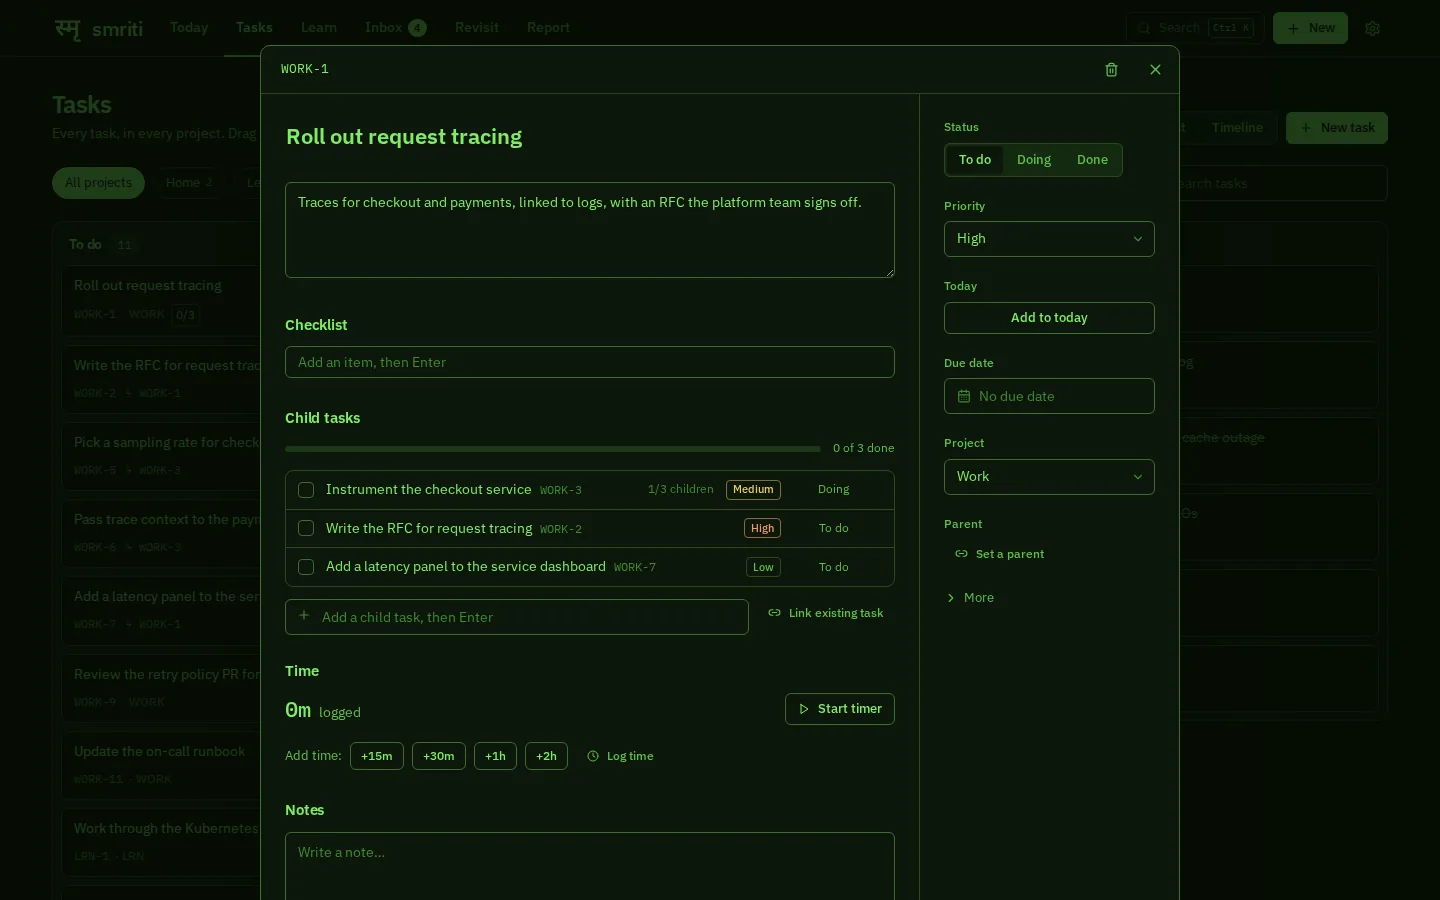 स्मृ smriti Today Tasks Learn Inbox 4 Revisit Report Search Ctrl K + New
WORK-1
Tasks
Every task, in every project. Drag
Timeline + New task
All projects Home 2
search tasks
To do 11
Roll out request tracing
WORK-1 WORK 0/3
Write the RFC for request trac
WORK-2 ↳ WORK-1
Pick a sampling rate for check
WORK-5 ↳ WORK-3
Pass trace context to the payn
WORK-6 ↳ WORK-3
Add a latency panel to the ser
WORK-7 ↳ WORK-1
Review the retry policy PR for
WORK-9 · WORK
Update the on-call runbook
WORK-11 · WORK
Work through the Kubernetes
LRN-1 · LRN
cache outage
Roll out request tracing
Traces for checkout and payments, linked to logs, with an RFC the platform team signs off.
Checklist
Add an item, then Enter
Child tasks
0 of 3 done
Instrument the checkout service WORK-3 1/3 children Medium Doing
Write the RFC for request tracing WORK-2 High To do
Add a latency panel to the service dashboard WORK-7 Low To do
+ Add a child task, then Enter Link existing task
Time
0m logged Start timer
Add time: +15m +30m +1h +2h Log time
Notes
Write a note...
Status
To do Doing Done
Priority
High
Today
Add to today
Due date
No due date
Project
Work
Parent
Set a parent
More